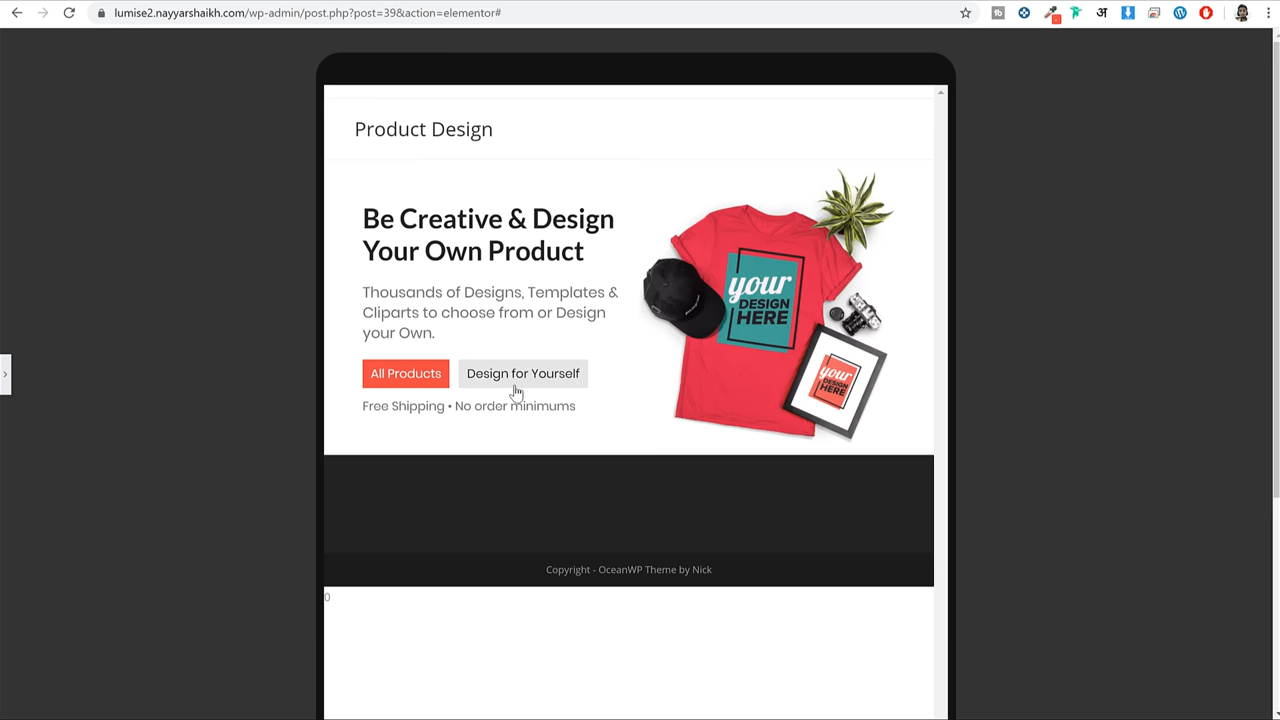 lumise2.nayyarshaikh.com/wp-admin/post.php?post=39&action=elementor#
अ
Product Design
Be Creative & Design
Your Own Product
Thousands of Designs, Templates &
Cliparts to choose from or Design
your Own.
All Products
Design for Yourself
Free Shipping • No order minimums
your
DESIGN
HERE
your
DESIGN
HERE
Copyright - OceanWP Theme by Nick
0